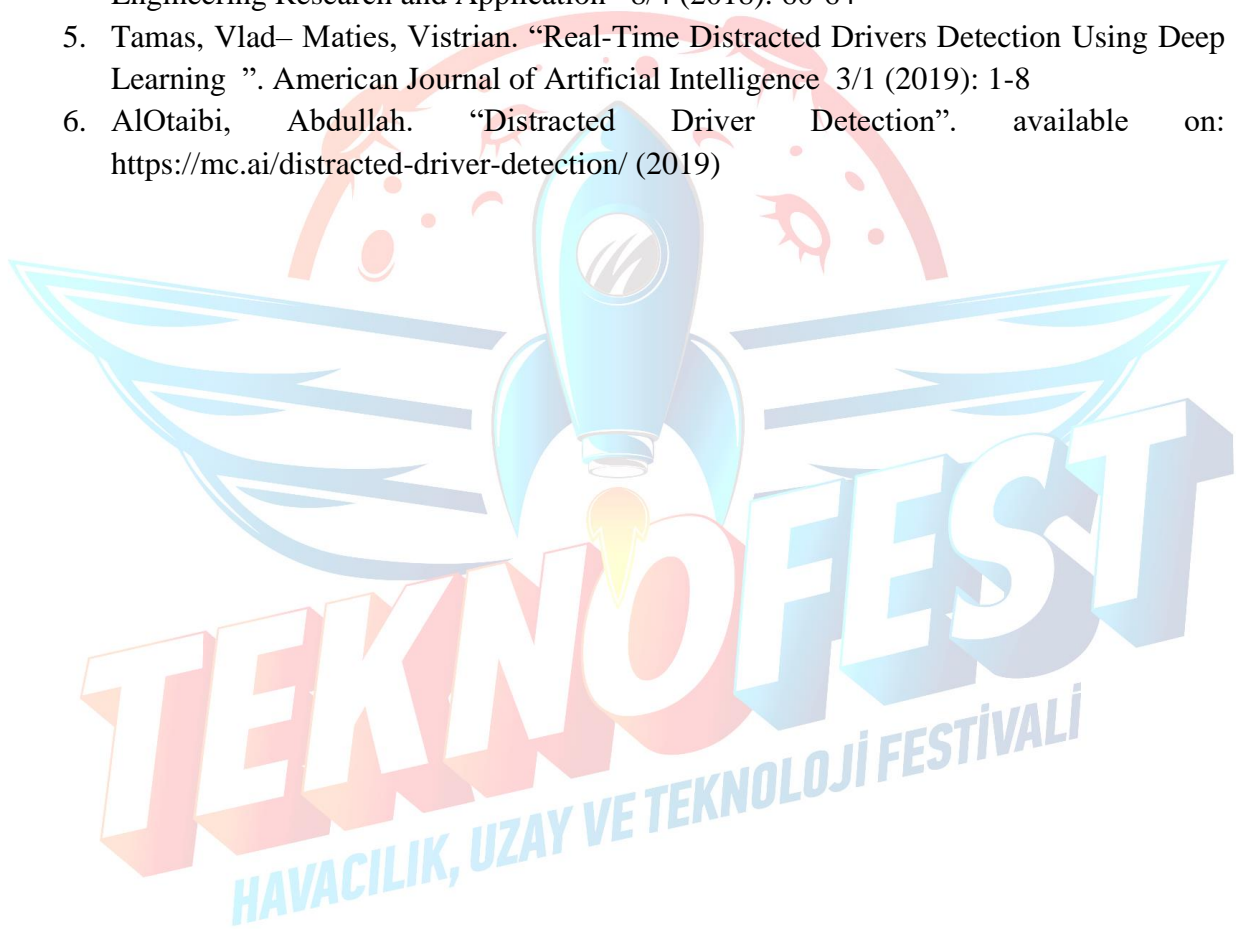 Engineering Research and Application 8/4 (2018): 60-64
5. Tamas, Vlad– Maties, Vistrian. “Real-Time Distracted Drivers Detection Using Deep
Learning ”. American Journal of Artificial Intelligence 3/1 (2019): 1-8
6. AlOtaibi, Abdullah. “Distracted Driver Detection”. available on:
https://mc.ai/distracted-driver-detection/ (2019)
TEKNOFEST
HAVACILIK, UZAY VE TEKNOLOJİ FESTİVALİ